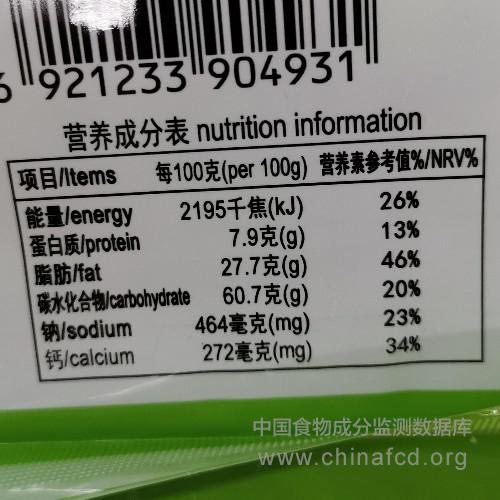 6 921233 904931
营养成分表 nutrition information
项目/Items 每100克(per 100g) 营养素参考值%/NRV%
能量/energy 2195千焦(kJ) 26%
蛋白质/protein 7.9克(g) 13%
脂肪/fat 27.7克(g) 46%
碳水化合物/carbohydrate 60.7克(g) 20%
钠/sodium 464毫克(mg) 23%
钙/calcium 272毫克(mg) 34%
中国食物成分监测数据库
www.chinafcd.org